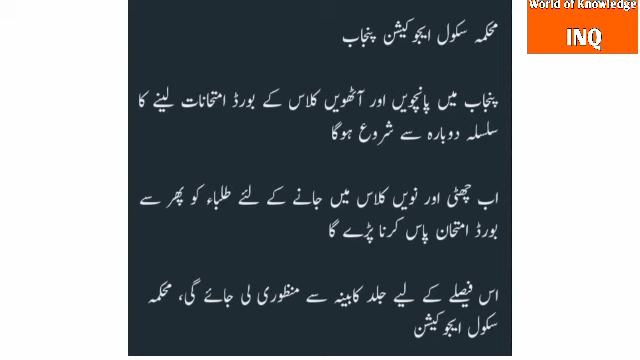 World of Knowledge
INQ
محکمہ سکول ایجوکیشن پنجاب
پنجاب میں پانچویں اور آٹھویں کلاس کے بورڈ امتحانات لینے کا
سلسلہ دوبارہ سے شروع ہوگا
اب چھٹی اور نویں کلاس میں جانے کے لئے طلباء کو پھر سے
بورڈ امتحان پاس کرنا پڑے گا
اس فیصلے کے لیے جلد کابینہ سے منظوری لی جائے گی، محکمہ
سکول ایجوکیشن